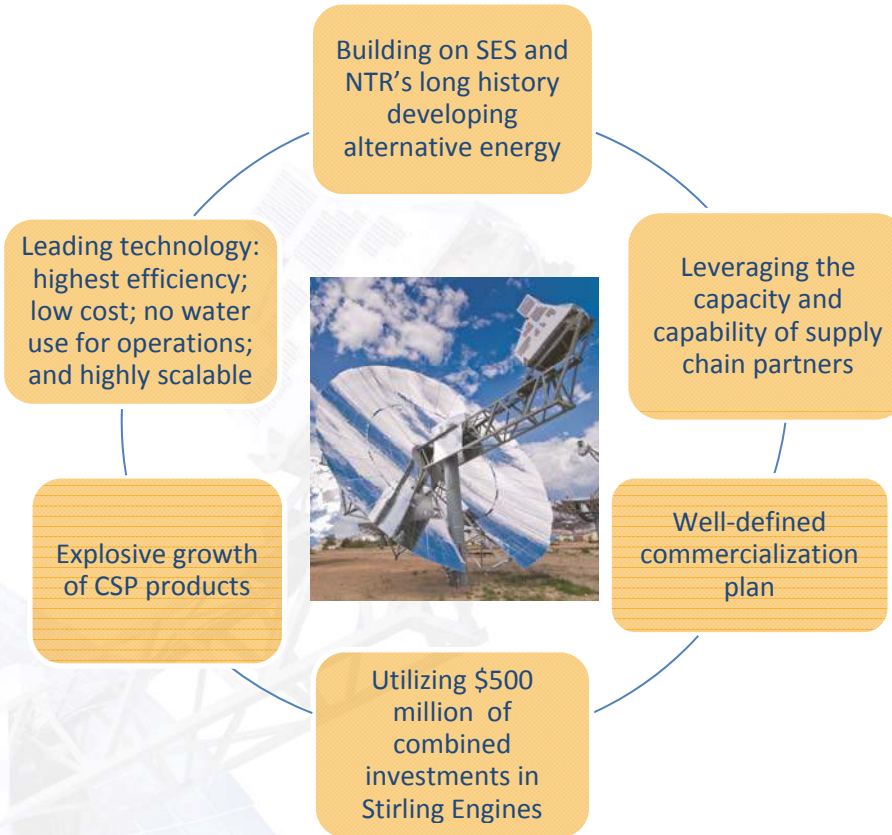 Building on SES and
NTR’s long history
developing
alternative energy
Leveraging the
capacity and
capability of supply
chain partners
Well-defined
commercialization
plan
Utilizing $500
million of
combined
investments in
Stirling Engines
Explosive growth
of CSP products
Leading technology:
highest efficiency;
low cost; no water
use for operations;
and highly scalable